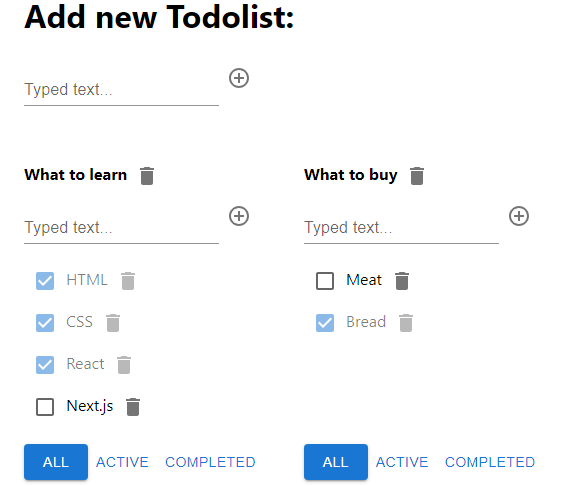 Add new Todolist:
Typed text...
What to learn
Typed text...
HTML
CSS
React
Next.js
ALL ACTIVE COMPLETED
What to buy
Typed text...
Meat
Bread
ALL ACTIVE COMPLETED